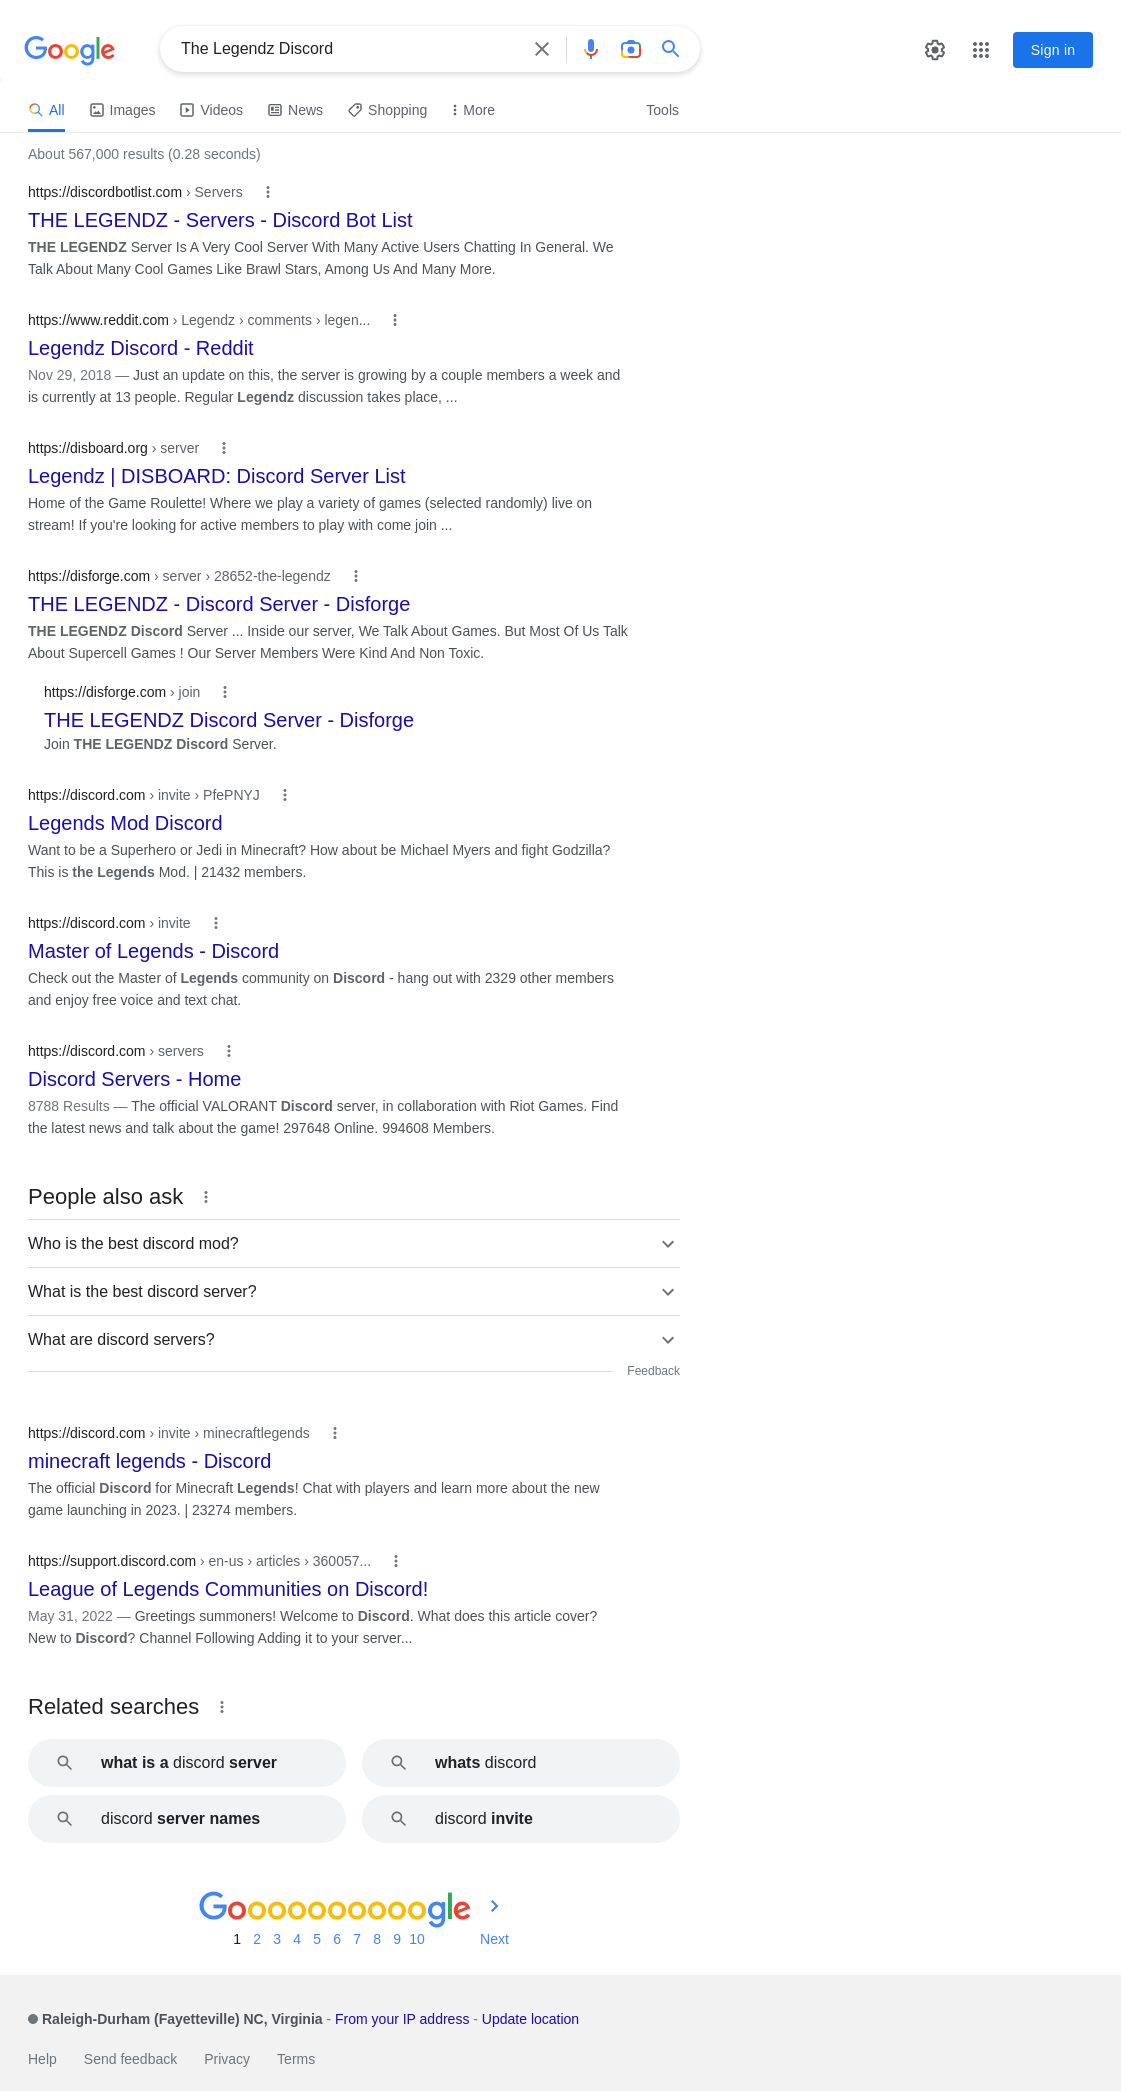 Google
The Legendz Discord
Sign in
All
Images
Videos
News
Shopping
More
Tools
About 567,000 results (0.28 seconds)
https://discordbotlist.com › Servers
THE LEGENDZ - Servers - Discord Bot List
THE LEGENDZ Server Is A Very Cool Server With Many Active Users Chatting In General. We
Talk About Many Cool Games Like Brawl Stars, Among Us And Many More.
https://www.reddit.com › Legendz › comments › legen...
Legendz Discord - Reddit
Nov 29, 2018 — Just an update on this, the server is growing by a couple members a week and
is currently at 13 people. Regular Legendz discussion takes place, ...
https://disboard.org › server
Legendz | DISBOARD: Discord Server List
Home of the Game Roulette! Where we play a variety of games (selected randomly) live on
stream! If you're looking for active members to play with come join ...
https://disforge.com › server › 28652-the-legendz
THE LEGENDZ - Discord Server - Disforge
THE LEGENDZ Discord Server ... Inside our server, We Talk About Games. But Most Of Us Talk
About Supercell Games ! Our Server Members Were Kind And Non Toxic.
https://disforge.com › join
THE LEGENDZ Discord Server - Disforge
Join THE LEGENDZ Discord Server.
https://discord.com › invite › PfePNYJ
Legends Mod Discord
Want to be a Superhero or Jedi in Minecraft? How about be Michael Myers and fight Godzilla?
This is the Legends Mod. | 21432 members.
https://discord.com › invite
Master of Legends - Discord
Check out the Master of Legends community on Discord - hang out with 2329 other members
and enjoy free voice and text chat.
https://discord.com › servers
Discord Servers - Home
8788 Results — The official VALORANT Discord server, in collaboration with Riot Games. Find
the latest news and talk about the game! 297648 Online. 994608 Members.
People also ask
Who is the best discord mod?
What is the best discord server?
What are discord servers?
Feedback
https://discord.com › invite › minecraftlegends
minecraft legends - Discord
The official Discord for Minecraft Legends! Chat with players and learn more about the new
game launching in 2023. | 23274 members.
https://support.discord.com › en-us › articles › 360057...
League of Legends Communities on Discord!
May 31, 2022 — Greetings summoners! Welcome to Discord. What does this article cover?
New to Discord? Channel Following Adding it to your server...
Related searches
what is a discord server
whats discord
discord server names
discord invite
Goooooooooogle
1 2 3 4 5 6 7 8 9 10 Next
Raleigh-Durham (Fayetteville) NC, Virginia - From your IP address - Update location
Help Send feedback Privacy Terms